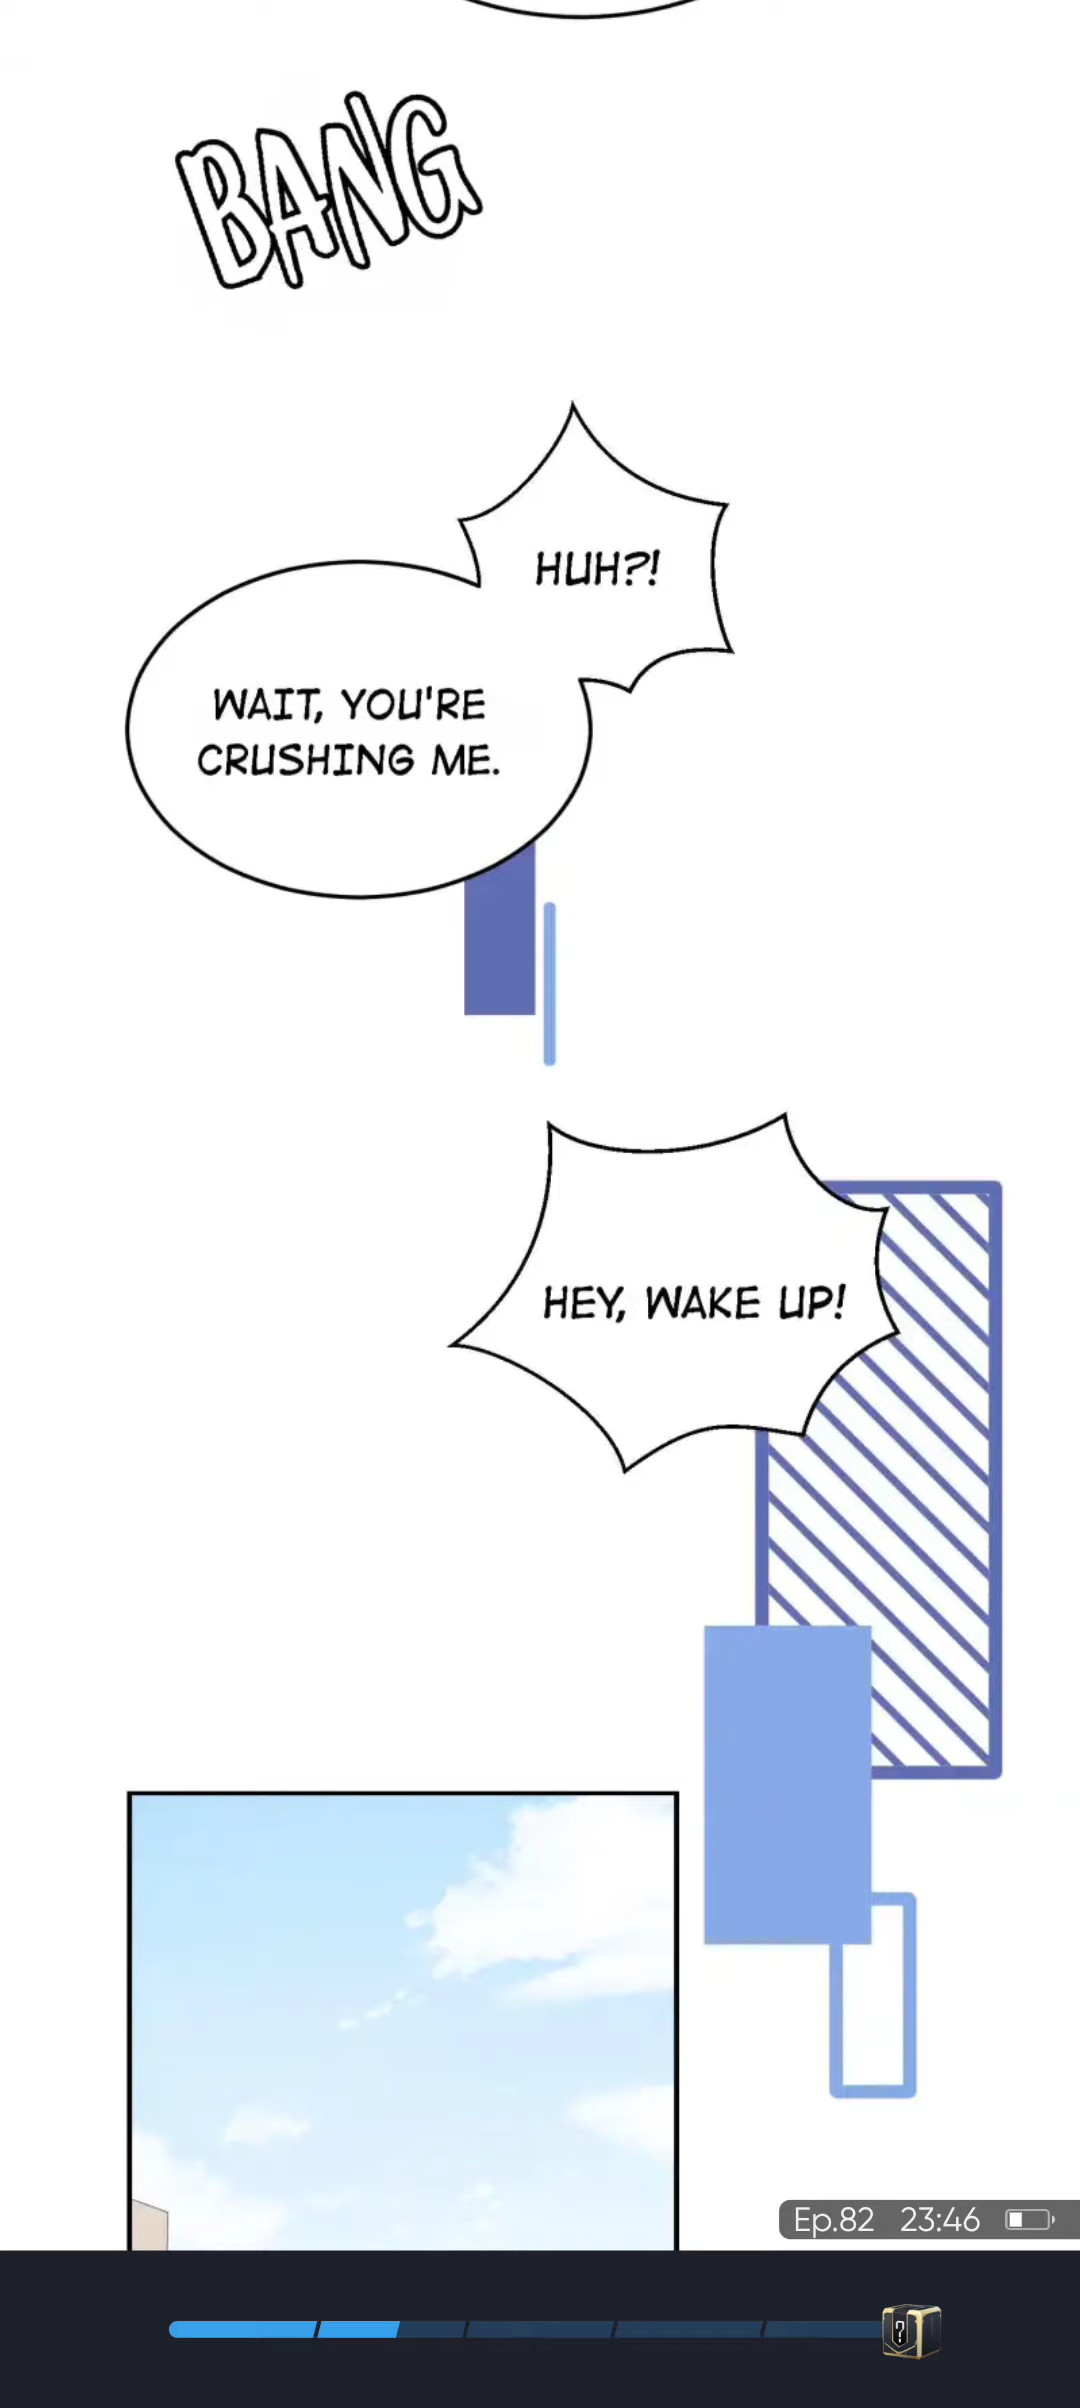 BANG
HUH?!
WAIT, YOU'RE
CRUSHING ME.
HEY, WAKE UP!
Ep.82 23:46
?